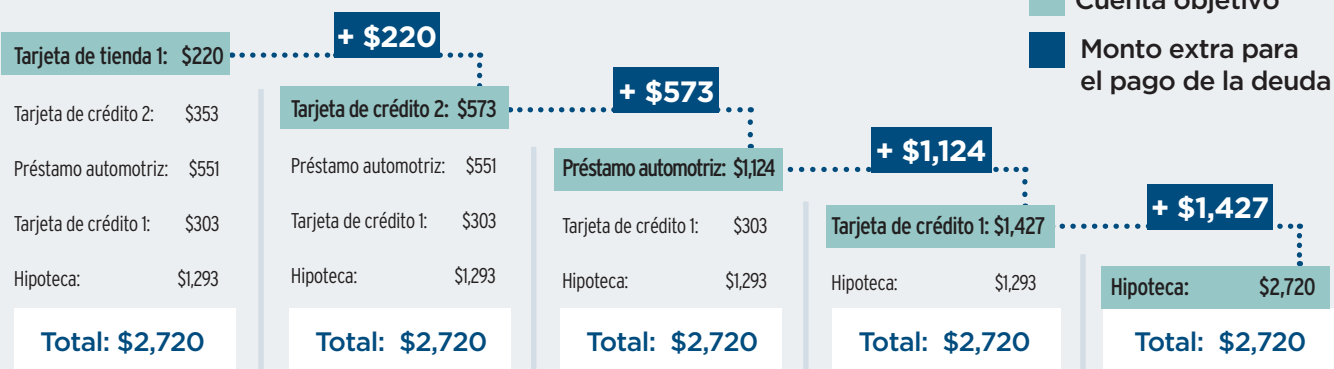 Cuenta objetivo
Monto extra para
el pago de la deuda
Tarjeta de tienda 1: $220
Tarjeta de crédito 2: $353
Préstamo automotriz: $551
Tarjeta de crédito 1: $303
Hipoteca: $1,293
Total: $2,720
+ $220
Tarjeta de crédito 2: $573
Préstamo automotriz: $551
Tarjeta de crédito 1: $303
Hipoteca: $1,293
Total: $2,720
+ $573
Préstamo automotriz: $1,124
Tarjeta de crédito 1: $303
Hipoteca: $1,293
Total: $2,720
+ $1,124
Tarjeta de crédito 1: $1,427
Hipoteca: $1,293
Total: $2,720
+ $1,427
Hipoteca: $2,720
Total: $2,720